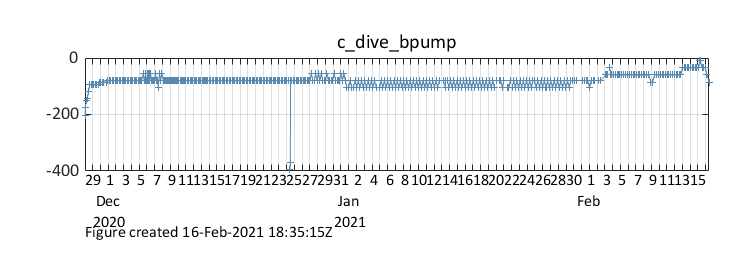 c_dive_bpump
0
-200
-400
29 1 3 5 7 9 11 13 15 17 19 21 23 25 27 29 31 2 4 6 8 10 12 14 16 18 20 22 24 26 28 30 1 3 5 7 9 11 13 15
Dec Jan Feb
2020 2021
Figure created 16-Feb-2021 18:35:15Z